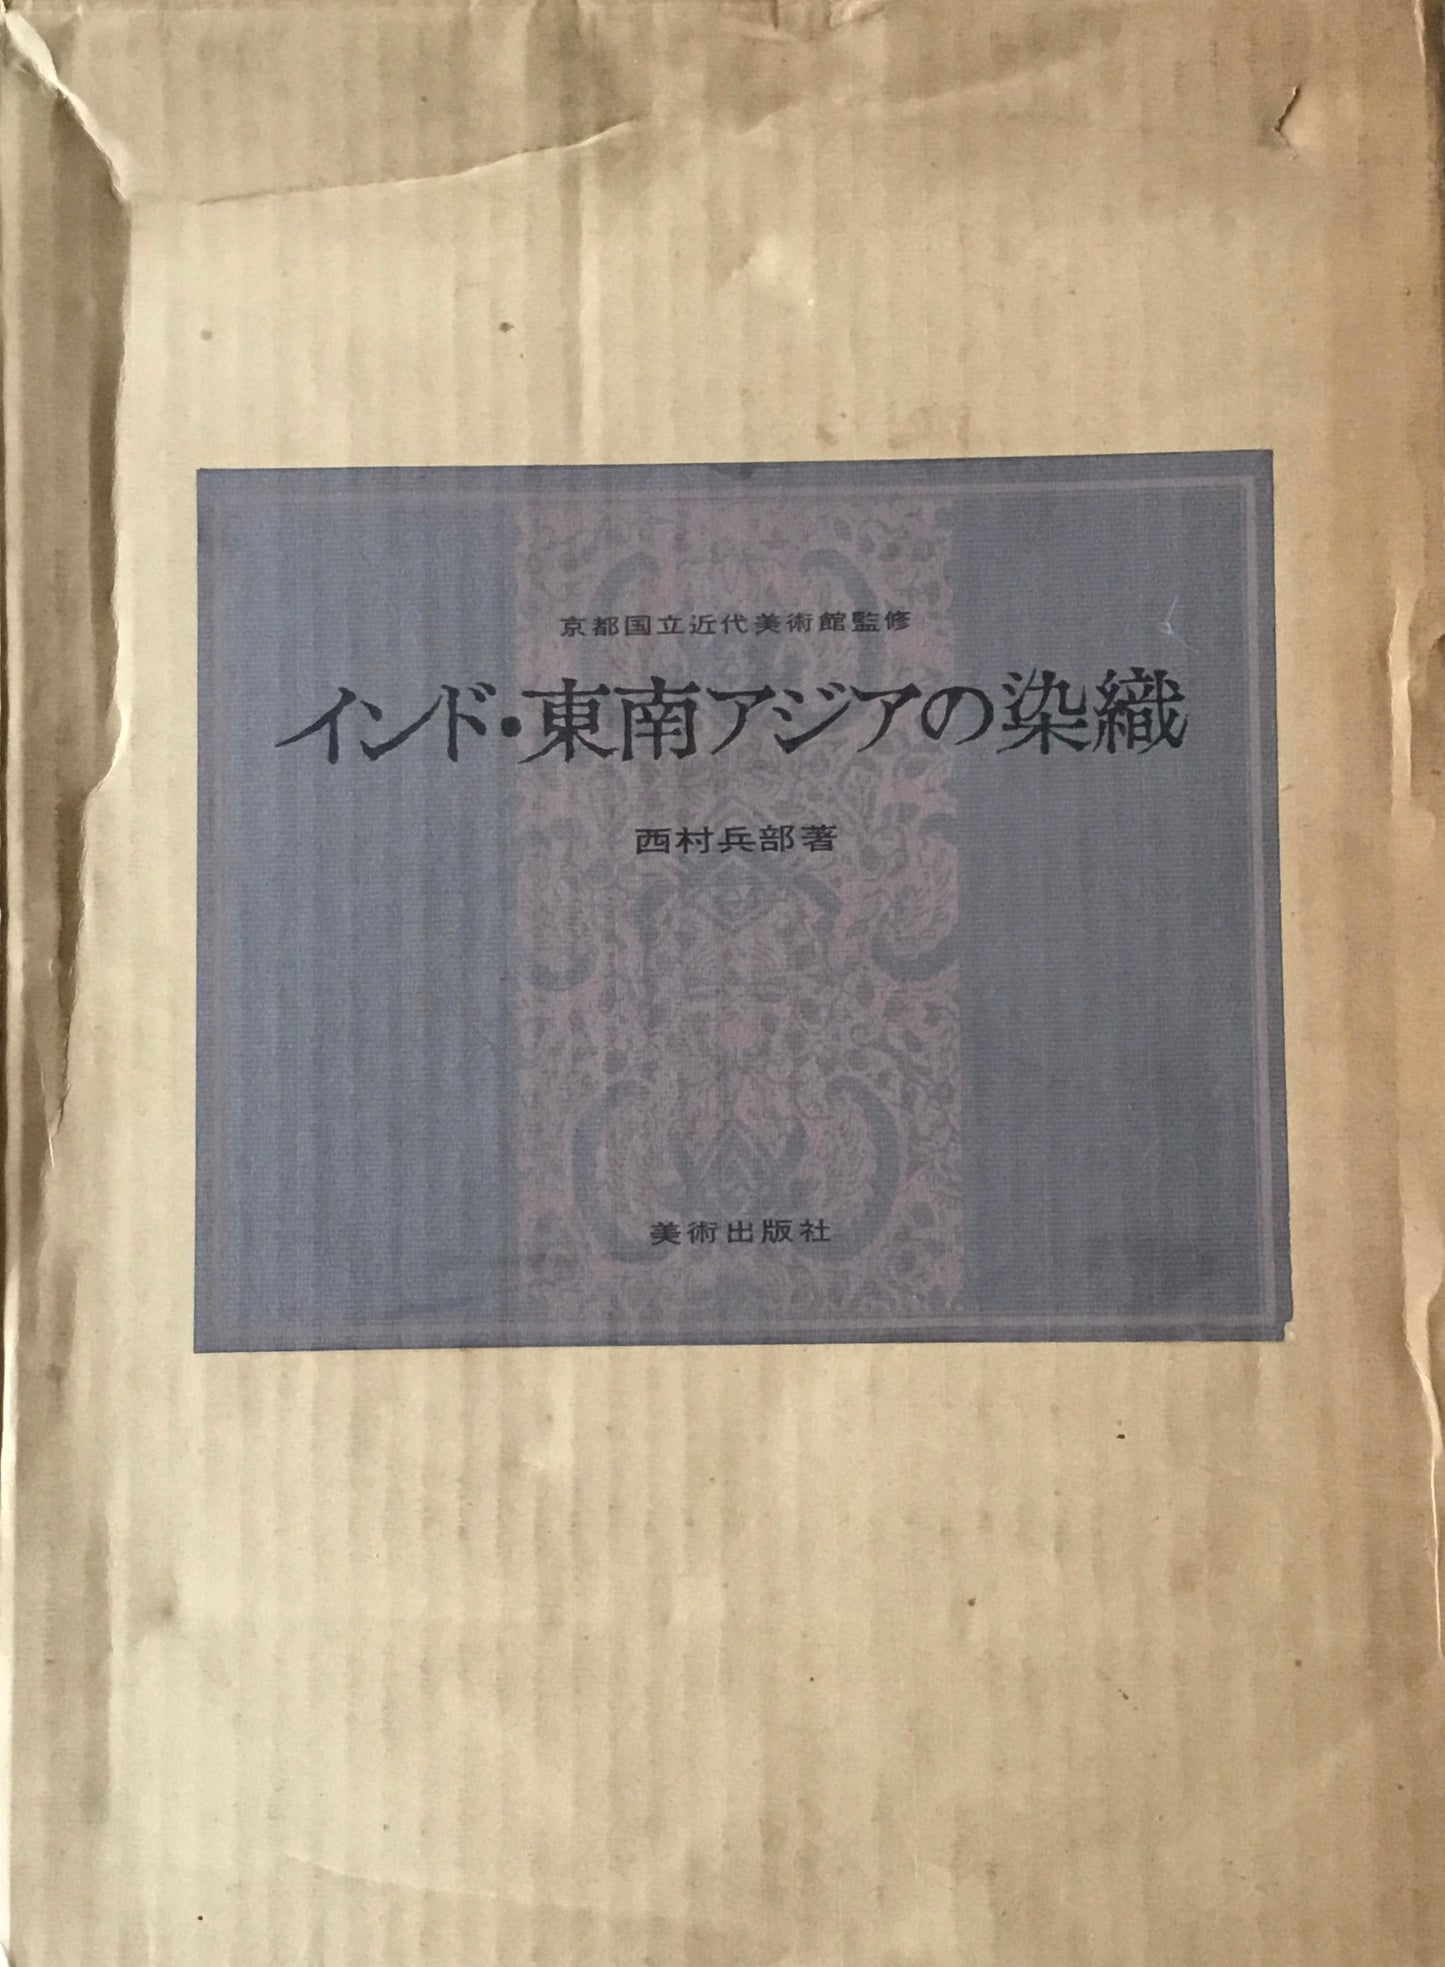 京都国立近代美術館監修
インド・東南アジアの染織
西村兵部著
美術出版社